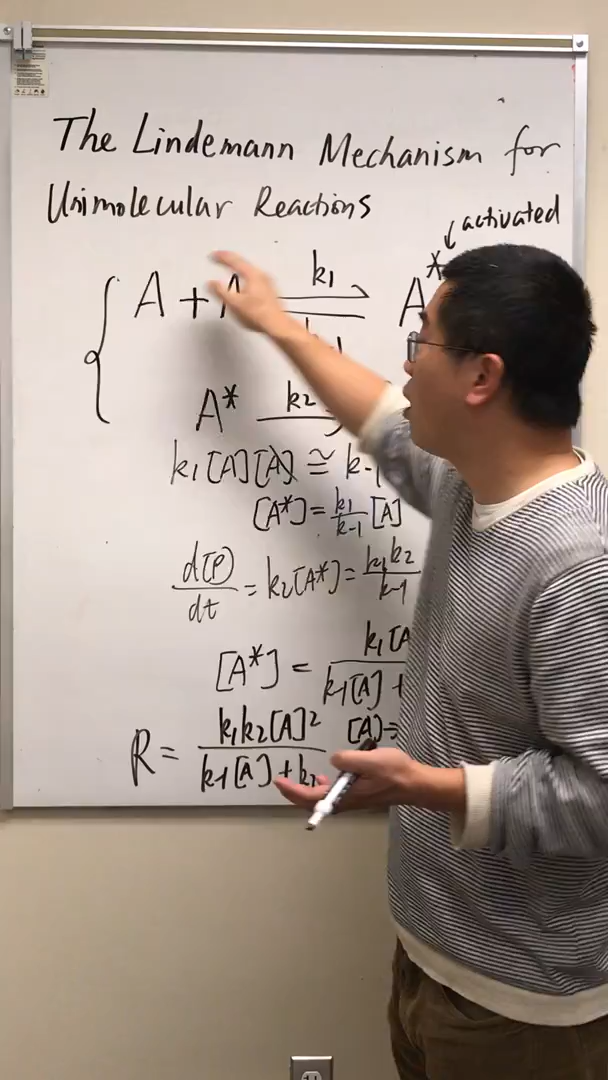 The Lindemann Mechanism for
Unimolecular Reactions
activated
A + A k₁ ⇌ A*
A* k₂
k₁[A][A] ≅ k₋₁
[A*] = k₁/k₋₁ [A]
d[P]/dt = k₂[A*] = k₁k₂/k₋₁
[A*] = k₁[A / k₋₁[A] +
R = k₁k₂[A]² / k₋₁[A] + k₂ [A] =